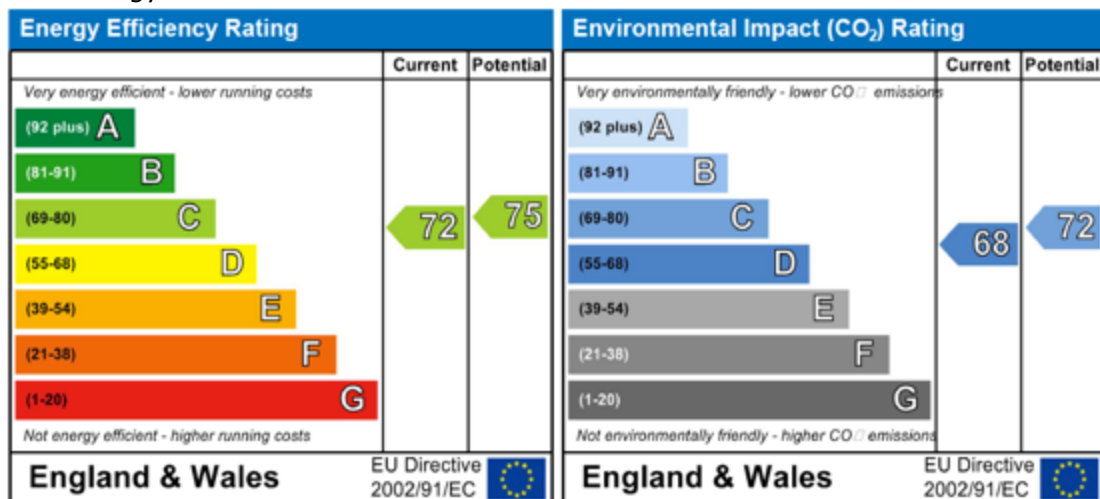 Energy Efficiency Rating
Current Potential
Very energy efficient - lower running costs
(92 plus) A
(81-91) B
(69-80) C
72 75
(55-68) D
(39-54) E
(21-38) F
(1-20) G
Not energy efficient - higher running costs
England & Wales
EU Directive
2002/91/EC
Environmental Impact (CO₂) Rating
Current Potential
Very environmentally friendly - lower CO□ emissions
(92 plus) A
(81-91) B
(69-80) C
72
68
(55-68) D
(39-54) E
(21-38) F
(1-20) G
Not environmentally friendly - higher CO□ emissions
England & Wales
EU Directive
2002/91/EC